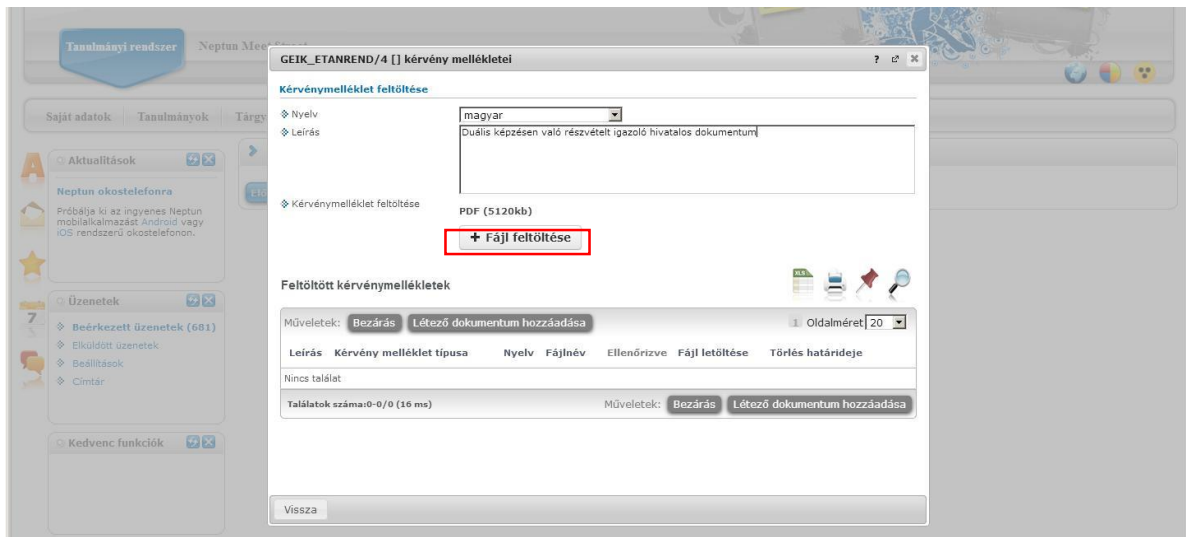 Tanulmányi rendszer
Neptun Meet Street
Saját adatok Tanulmányok Tárgy
Aktualitások
Neptun okostelefonra
Próbálja ki az ingyenes Neptun
mobilalkalmazást Android vagy
iOS rendszerű okostelefonon.
Üzenetek
7
Beérkezett üzenetek (681)
Elküldött üzenetek
Beállítások
Címtár
Kedvenc funkciók
GEIK_ETANREND/4 [] kérvény mellékletei
?
Kérvénymelléklet feltöltése
Nyelv magyar
Leírás Duális képzésen való részvételt igazoló hivatalos dokumentum
Kérvénymelléklet feltöltése PDF (5120kb)
+ Fájl feltöltése
Feltöltött kérvénymellékletek
XLS
Műveletek: Bezárás Létező dokumentum hozzáadása 1 Oldalméret 20
Leírás Kérvény melléklet típusa Nyelv Fájlnév Ellenőrizve Fájl letöltése Törlés határideje
Nincs találat
Találatok száma:0-0/0 (16 ms) Műveletek: Bezárás Létező dokumentum hozzáadása
Vissza